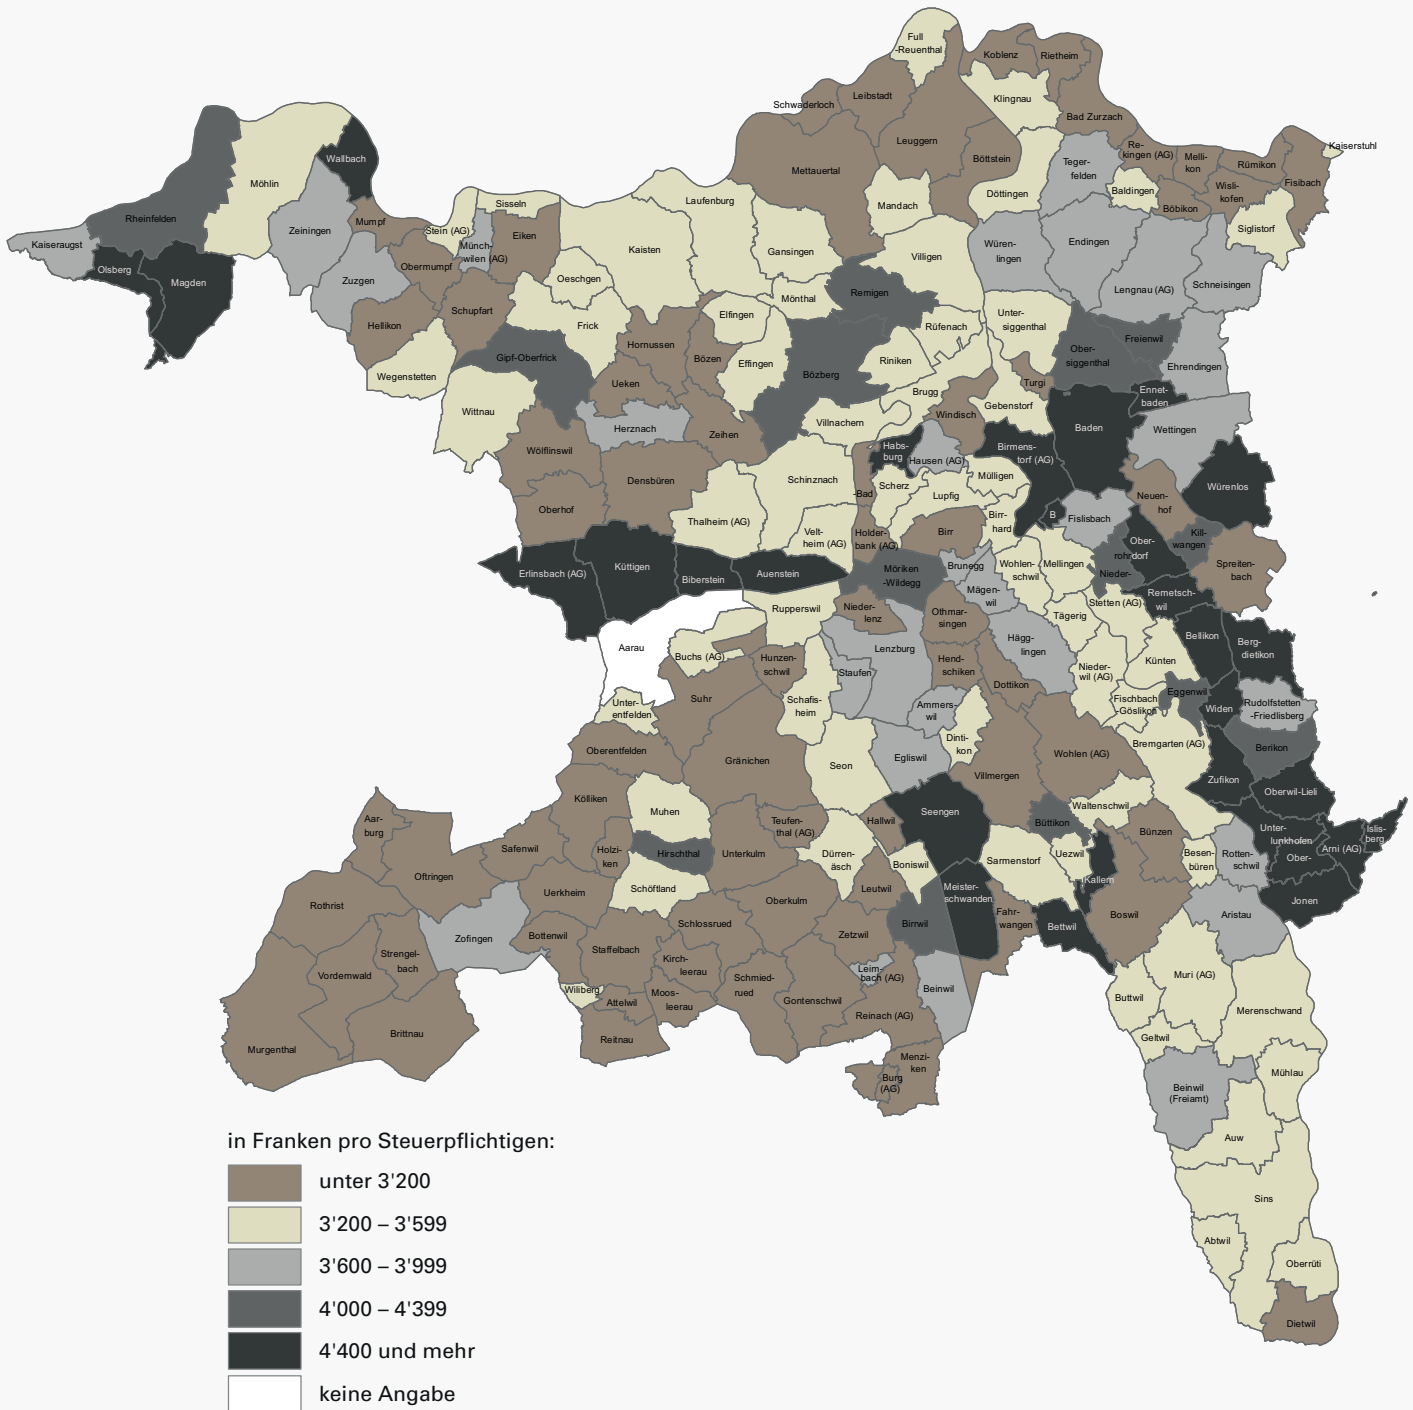 Full
-Reuenthal
Koblenz
Rietheim
Schwaderloch
Leibstadt
Klingnau
Bad Zurzach
Leuggern
Mettauertal
Böttstein
Teger-
felden
Re-
kingen (AG)
Melli-
kon
Rümikon
Kaiserstuhl
Fisibach
Wisli-
kofen
Baldingen
Böbikon
Siglistorf
Wallbach
Möhlin
Rheinfelden
Kaiseraugst
Olsberg
Magden
Zeiningen
Mumpf
Zuzgen
Stein (AG)
Sisseln
Münch-
wilen (AG)
Eiken
Obermumpf
Hellikon
Schupfart
Wegenstetten
Laufenburg
Kaisten
Oeschgen
Gansingen
Mandach
Döttingen
Villigen
Würen-
lingen
Endingen
Lengnau (AG)
Schneisingen
Mönthal
Remigen
Elfingen
Frick
Gipf-Oberfrick
Hornussen
Bözen
Effingen
Bözberg
Rüfenach
Riniken
Unter-
siggenthal
Ober-
siggenthal
Freienwil
Ehrendingen
Ueken
Wittnau
Herznach
Zeihen
Villnachern
Brugg
Windisch
Gebenstorf
Turgi
Ennet-
baden
Baden
Wettingen
Wölflinswil
Densbüren
Oberhof
Schinznach
-Bad
Habs-
burg
Hausen (AG)
Birmens-
torf (AG)
Scherz
Lupfig
Mülligen
Neuen-
hof
Würenlos
Thalheim (AG)
Velt-
heim (AG)
Holder-
bank (AG)
Birr
Birr-
hard
B
Fislisbach
Kill-
wangen
Spreiten-
bach
Ober-
rohrdorf
Nieder-
Erlinsbach (AG)
Küttigen
Biberstein
Auenstein
Möriken
-Wildegg
Brunegg
Mägen-
wil
Wohlen-
schwil
Mellingen
Remetsch-
wil
Stetten (AG)
Tägerig
Bellikon
Berg-
dietikon
Rupperswil
Nieder-
lenz
Othmar-
singen
Aarau
Buchs (AG)
Hunzen-
schwil
Lenzburg
Staufen
Hend-
schiken
Hägg-
lingen
Dottikon
Nieder-
wil (AG)
Künten
Fischbach
-Göslikon
Eggenwil
Widen
Rudolfstetten
-Friedlisberg
Suhr
Unter-
entfelden
Schafis-
heim
Ammers-
wil
Dinti-
kon
Oberentfelden
Gränichen
Seon
Egliswil
Villmergen
Wohlen (AG)
Bremgarten (AG)
Berikon
Zufikon
Oberwil-Lieli
Kölliken
Muhen
Hallwil
Seengen
Büttikon
Waltenschwil
Bünzen
Unter-
lunkhofen
Ober-
Arni (AG)
Islis-
berg
Aar-
burg
Oftringen
Safenwil
Holzi-
ken
Hirschthal
Unterkulm
Teufen-
thal (AG)
Dürren-
äsch
Boniswil
Sarmenstorf
Uezwil
Kallern
Besen-
büren
Rotten-
schwil
Jonen
Rothrist
Uerkheim
Schöftland
Oberkulm
Leutwil
Meister-
schwanden
Fahr-
wangen
Bettwil
Boswil
Aristau
Zofingen
Bottenwil
Schlossrued
Zetzwil
Birrwil
Strengel-
bach
Vordemwald
Staffelbach
Kirch-
leerau
Schmied-
rued
Gontenschwil
Leim-
bach (AG)
Beinwil
Muri (AG)
Buttwil
Merenschwand
Wiliberg
Attelwil
Moos-
leerau
Reinach (AG)
Brittnau
Murgenthal
Reitnau
Menzi-
ken
Burg
(AG)
Geltwil
Mühlau
Beinwil
(Freiamt)
Auw
Sins
Abtwil
Oberrüti
Dietwil
in Franken pro Steuerpflichtigen:
unter 3'200
3'200 – 3'599
3'600 – 3'999
4'000 – 4'399
4'400 und mehr
keine Angabe